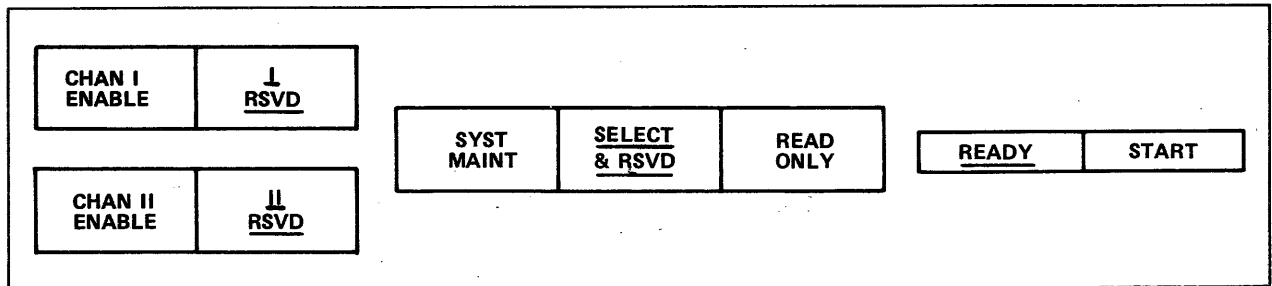 CHAN I
ENABLE
I
RSVD
CHAN II
ENABLE
II
RSVD
SYST
MAINT
SELECT
& RSVD
READ
ONLY
READY
START